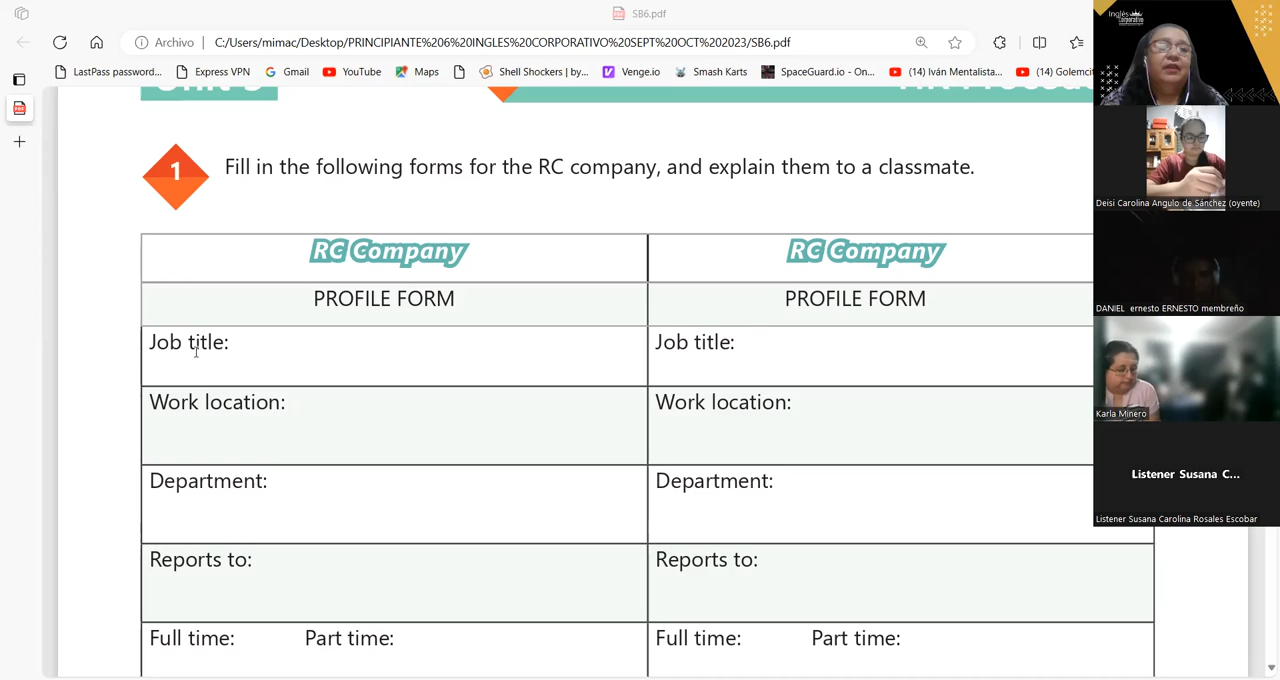 SB6.pdf
Archivo
C:/Users/mimac/Desktop/PRINCIPIANTE%206%20INGLES%20CORPORATIVO%20SEPT%20OCT%202023/SB6.pdf
LastPass password...
Express VPN
Gmail
YouTube
Maps
Shell Shockers | by...
Venge.io
Smash Karts
SpaceGuard.io - On...
(14) Iván Mentalista...
(14) Golemcit
1
Fill in the following forms for the RC company, and explain them to a classmate.
RC Company
RC Company
PROFILE FORM
PROFILE FORM
Job title:
Job title:
Work location:
Work location:
Department:
Department:
Reports to:
Reports to:
Full time: Part time:
Full time: Part time:
Inglés
Corporativo
Deisi Carolina Angulo de Sánchez (oyente)
DANIEL ernesto ERNESTO membreño
Karla Minero
Listener Susana C...
Listener Susana Carolina Rosales Escobar